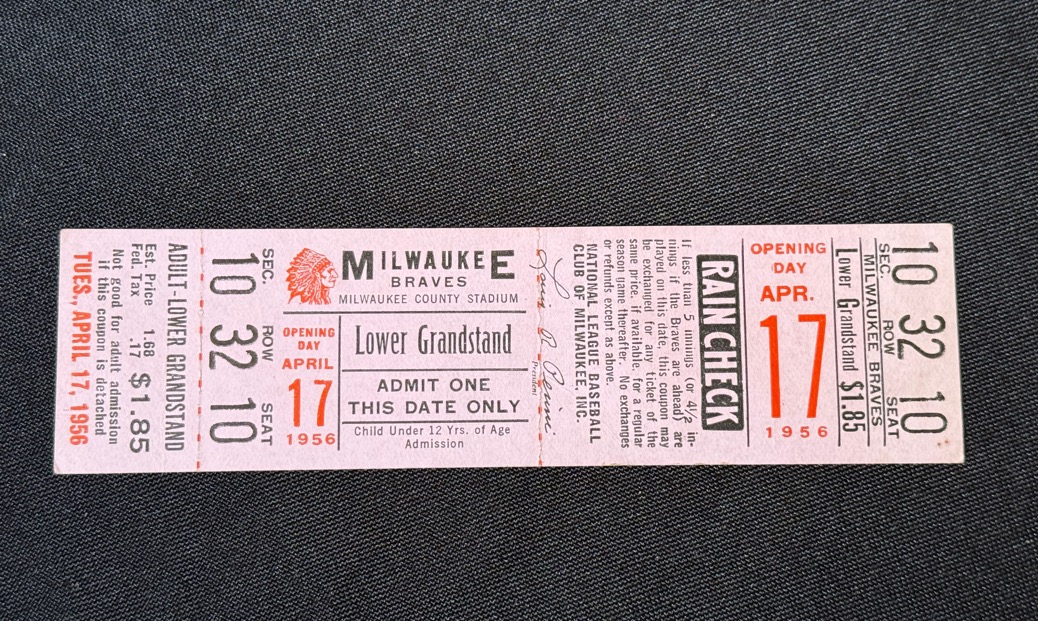 TUES., APRIL 17, 1956
Not good for adult admission
if this coupon is detached
Est. Price 1.68
Fed. Tax .17
$1.85
ADULT-LOWER GRANDSTAND
SEC. ROW SEAT
10 32 10
MILWAUKEE
BRAVES
MILWAUKEE COUNTY STADIUM
OPENING
DAY
APRIL
17
1956
Lower Grandstand
ADMIT ONE
THIS DATE ONLY
Child Under 12 Yrs. of Age
Admission
Louis R. Perini
President
NATIONAL LEAGUE BASEBALL
CLUB OF MILWAUKEE, INC.
RAIN CHECK
If less than 5 innings (or 4½ in-
nings if the Braves are ahead) are
played on this date, this coupon may
be exchanged for any ticket of the
same price, if available, for a regular
season game thereafter. No exchanges
or refunds except as above.
OPENING
DAY
APR.
17
1956
Lower Grandstand $1.85
MILWAUKEE BRAVES
SEC. ROW SEAT
10 32 10